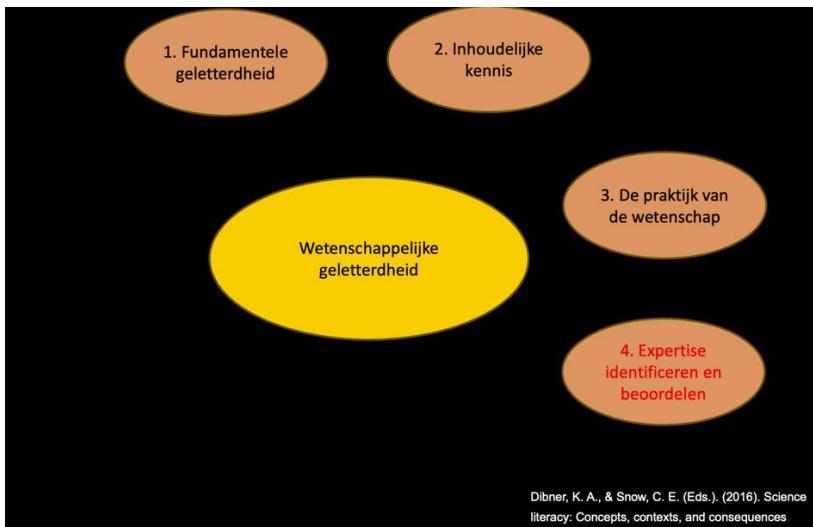 1. Fundamentele
geletterdheid
2. Inhoudelijke
kennis
3. De praktijk van
de wetenschap
Wetenschappelijke
geletterdheid
4. Expertise
identificeren en
beoordelen
Dibner, K. A., & Snow, C. E. (Eds.). (2016). Science
literacy: Concepts, contexts, and consequences